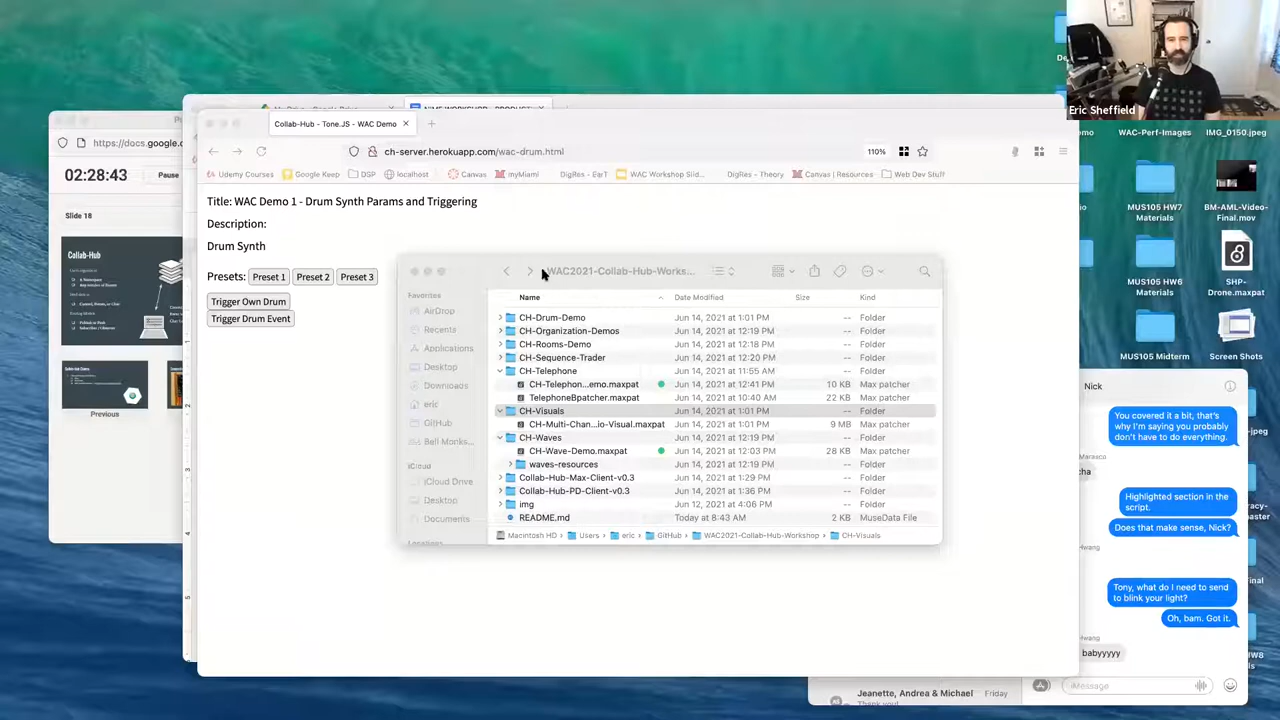 Eric Sheffield
WAC-Perf-Images
IMG_0150.jpeg
MUS105 HW7
Materials
BM-AML-Video-
Final.mov
MUS105 HW6
Materials
SHP-
Drone.maxpat
MUS105 Midterm
Screen Shots
https://docs.google.c
02:28:43
Pause
Slide 18
Collab-Hub
Previous
Collab-Hub - Tone.JS - WAC Demo
ch-server.herokuapp.com/wac-drum.html
110%
Udemy Courses
Google Keep
DSP
localhost
Canvas
myMiami
DigRes - EarT
WAC Workshop Slid...
DigRes - Theory
Canvas | Resources
Web Dev Stuff
Title: WAC Demo 1 - Drum Synth Params and Triggering
Description:
Drum Synth
Presets: Preset 1 Preset 2 Preset 3
Trigger Own Drum
Trigger Drum Event
WAC2021-Collab-Hub-Works...
Favorites
AirDrop
Recents
Applications
Desktop
Downloads
eric
GitHub
Ball Monks...
iCloud
iCloud Drive
Desktop
Documents
Name Date Modified Size Kind
CH-Drum-Demo Jun 14, 2021 at 1:01 PM -- Folder
CH-Organization-Demos Jun 14, 2021 at 12:19 PM -- Folder
CH-Rooms-Demo Jun 14, 2021 at 12:18 PM -- Folder
CH-Sequence-Trader Jun 14, 2021 at 12:20 PM -- Folder
CH-Telephone Jun 14, 2021 at 11:55 AM -- Folder
CH-Telephon...emo.maxpat Jun 14, 2021 at 12:41 PM 10 KB Max patcher
TelephoneBpatcher.maxpat Jun 14, 2021 at 10:40 AM 22 KB Max patcher
CH-Visuals Jun 14, 2021 at 1:01 PM -- Folder
CH-Multi-Chan...io-Visual.maxpat Jun 14, 2021 at 1:01 PM 9 MB Max patcher
CH-Waves Jun 14, 2021 at 12:19 PM -- Folder
CH-Wave-Demo.maxpat Jun 14, 2021 at 12:03 PM 28 KB Max patcher
waves-resources Jun 14, 2021 at 12:19 PM -- Folder
Collab-Hub-Max-Client-v0.3 Jun 14, 2021 at 1:29 PM -- Folder
Collab-Hub-PD-Client-v0.3 Jun 14, 2021 at 1:36 PM -- Folder
img Jun 12, 2021 at 4:06 PM -- Folder
README.md Today at 8:43 AM 2 KB MuseData File
Macintosh HD › Users › eric › GitHub › WAC2021-Collab-Hub-Workshop › CH-Visuals
Nick
You covered it a bit, that's
why I'm saying you probably
don't have to do everything.
Marasco
cha
Highlighted section in the
script.
Does that make sense, Nick?
Hwang
Tony, what do I need to send
to blink your light?
Oh, bam. Got it.
Hwang
babyyyyy
iMessage
Jeanette, Andrea & Michael Friday